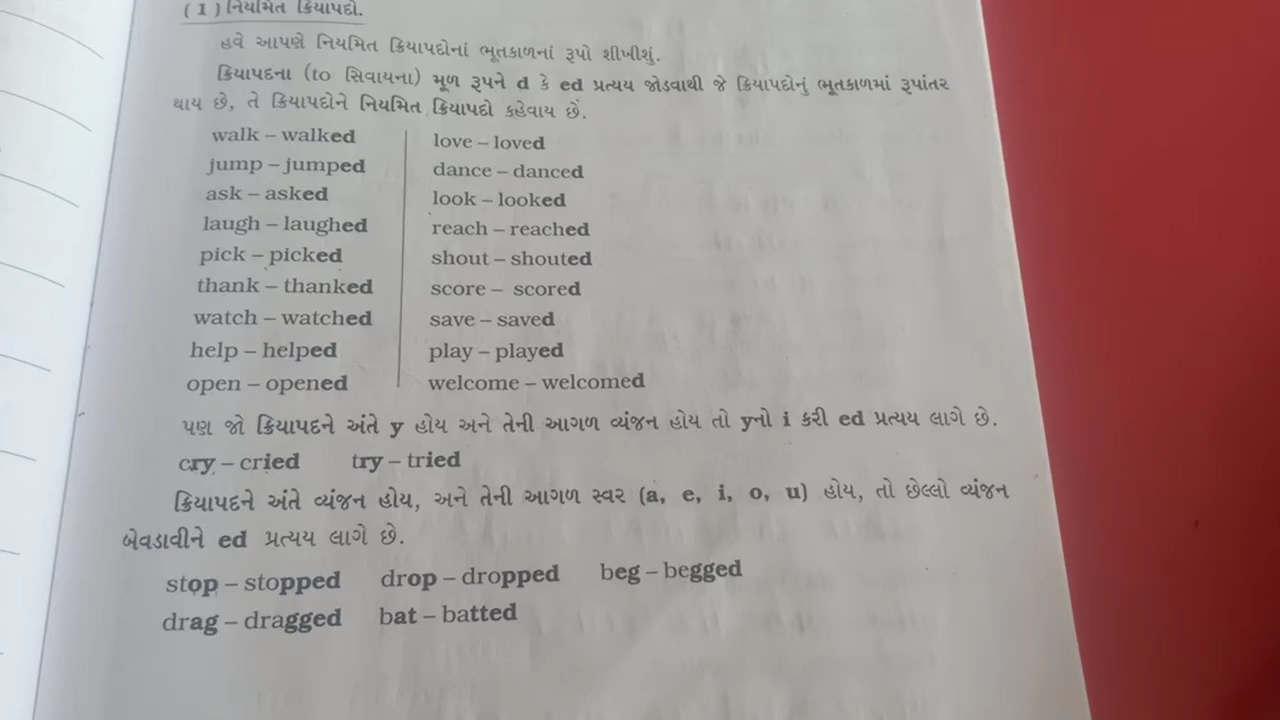 ( 1 ) નિયમિત ક્રિયાપદો.
હવે આપણે નિયમિત ક્રિયાપદોનાં ભૂતકાળનાં રૂપો શીખીશું.
ક્રિયાપદના (to સિવાયના) મૂળ રૂપને d કે ed પ્રત્યય જોડવાથી જે ક્રિયાપદોનું ભૂતકાળમાં રૂપાંતર
થાય છે, તે ક્રિયાપદોને નિયમિત ક્રિયાપદો કહેવાય છે.
walk – walked
jump – jumped
ask – asked
laugh – laughed
pick – picked
thank – thanked
watch – watched
help – helped
open – opened
love – loved
dance – danced
look – looked
reach – reached
shout – shouted
score – scored
save – saved
play – played
welcome – welcomed
પણ જો ક્રિયાપદને અંતે y હોય અને તેની આગળ વ્યંજન હોય તો yનો i કરી ed પ્રત્યય લાગે છે.
cry – cried try – tried
ક્રિયાપદને અંતે વ્યંજન હોય, અને તેની આગળ સ્વર (a, e, i, o, u) હોય, તો છેલ્લો વ્યંજન
બેવડાવીને ed પ્રત્યય લાગે છે.
stop – stopped drop – dropped beg – begged
drag – dragged bat – batted